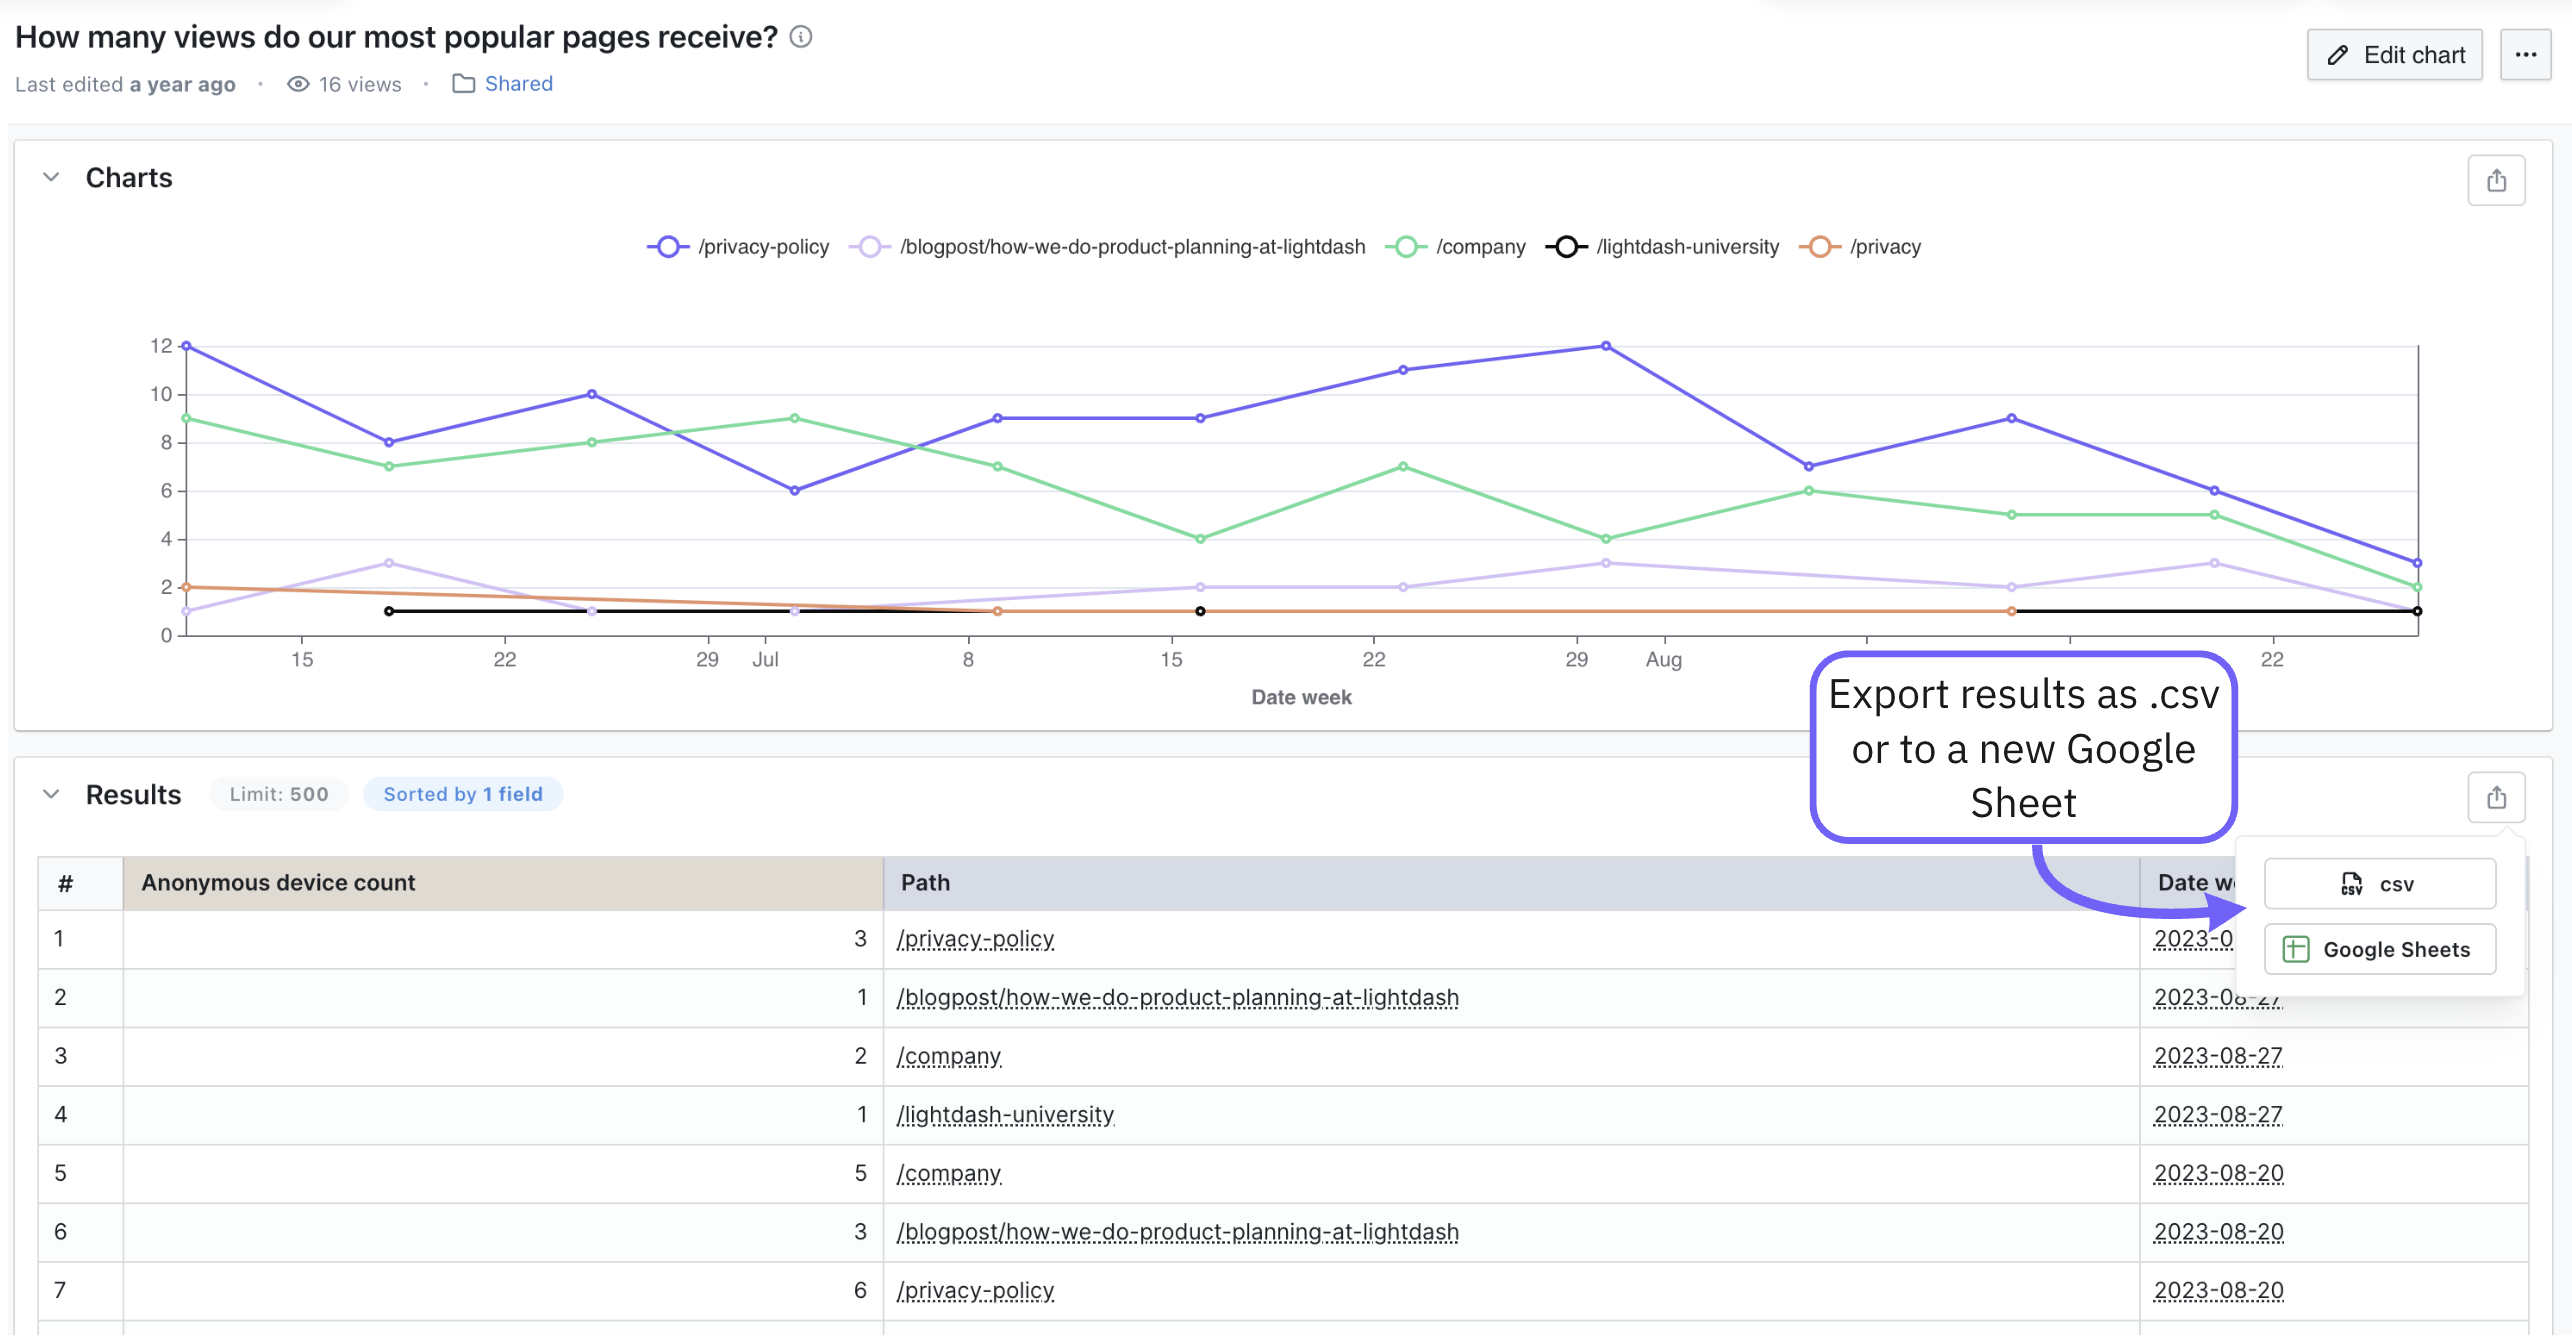 How many views do our most popular pages receive?
Last edited a year ago · 16 views · Shared
Edit chart
Charts
/privacy-policy /blogpost/how-we-do-product-planning-at-lightdash /company /lightdash-university /privacy
12
10
8
6
4
2
0
15 22 29 Jul 8 15 22 29 Aug 22
Date week
Export results as .csv
or to a new Google
Sheet
Results Limit: 500 Sorted by 1 field
CSV csv
Google Sheets
# Anonymous device count Path Date
1 3 /privacy-policy
2 1 /blogpost/how-we-do-product-planning-at-lightdash 2023-08-27
3 2 /company 2023-08-27
4 1 /lightdash-university 2023-08-27
5 5 /company 2023-08-20
6 3 /blogpost/how-we-do-product-planning-at-lightdash 2023-08-20
7 6 /privacy-policy 2023-08-20